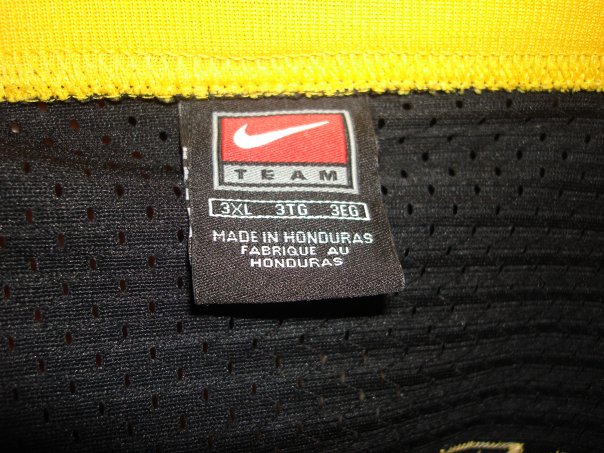 TEAM
3XL 3TG 3EG
MADE IN HONDURAS
FABRIQUE AU
HONDURAS